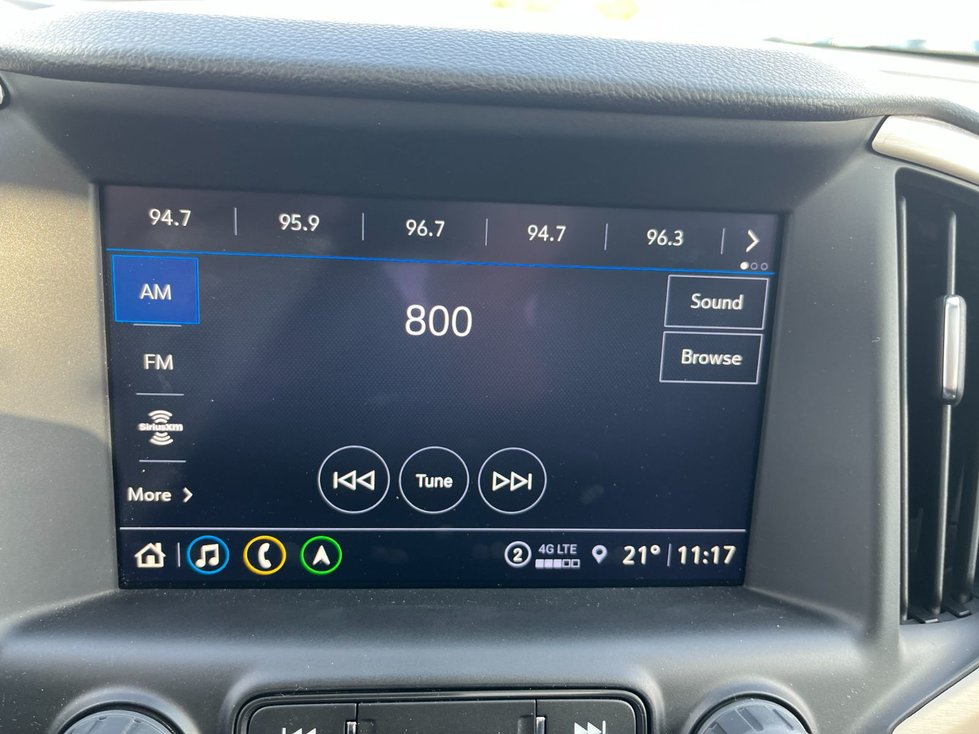 94.7 95.9 96.7 94.7 96.3
AM
800
Sound
FM
Browse
SiriusXM
More
Tune
2 4G LTE 21° 11:17